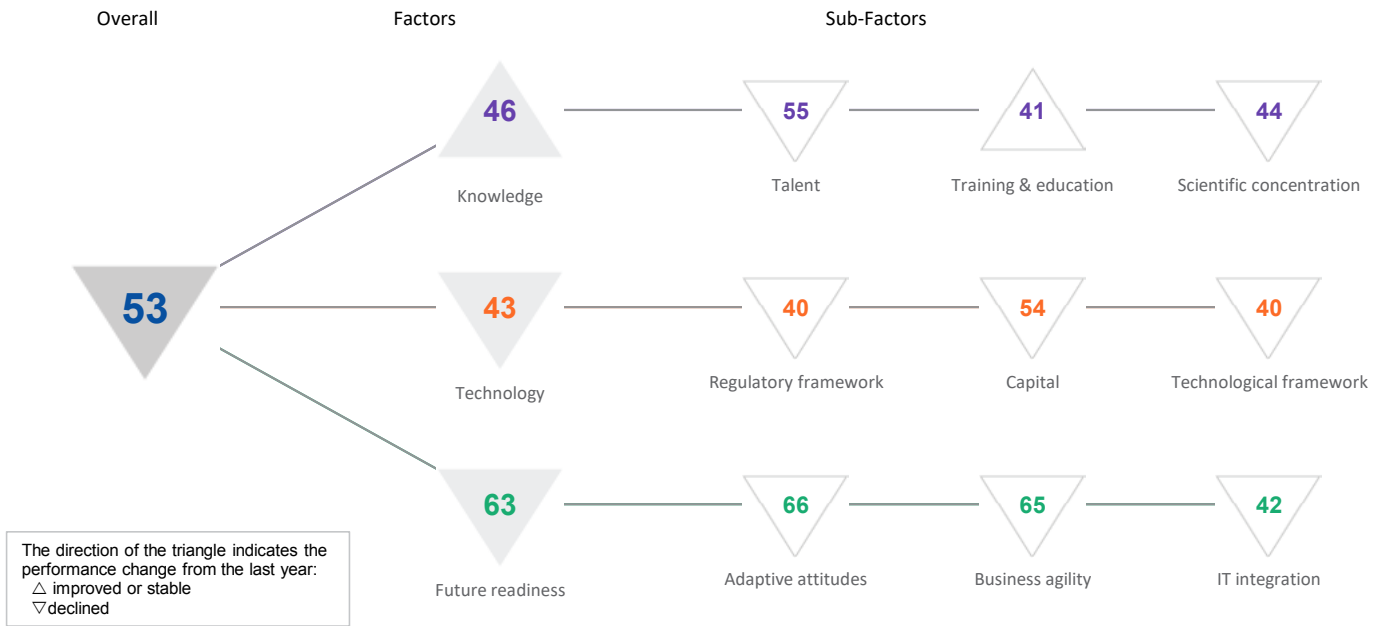 Overall Factors Sub-Factors
46 55 41 44
Knowledge Talent Training & education Scientific concentration
53 43 40 54 40
Technology Regulatory framework Capital Technological framework
63 66 65 42
Future readiness Adaptive attitudes Business agility IT integration
The direction of the triangle indicates the
performance change from the last year:
△ improved or stable
▽declined